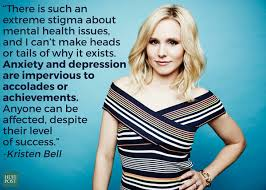 “There is such an
extreme stigma about
mental health issues,
and I can't make heads
or tails of why it exists.
Anxiety and depression
are impervious to
accolades or
achievements.
Anyone can be
affected, despite
their level
of success.”
-Kristen Bell
HUFF
POST